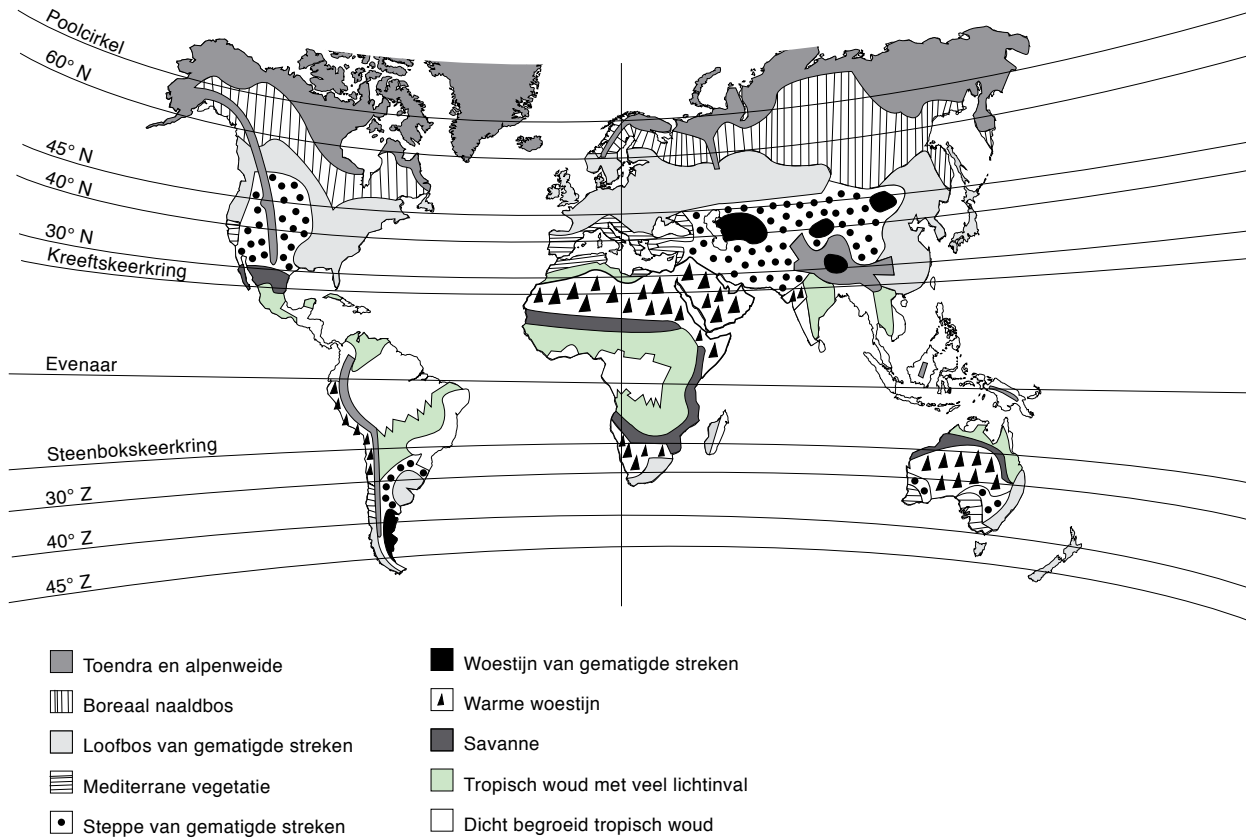 Poolcirkel
60° N
45° N
40° N
30° N
Kreeftskeerkring
Evenaar
Steenbokskeerkring
30° Z
40° Z
45° Z
Toendra en alpenweide
Boreaal naaldbos
Loofbos van gematigde streken
Mediterrane vegetatie
Steppe van gematigde streken
Woestijn van gematigde streken
Warme woestijn
Savanne
Tropisch woud met veel lichtinval
Dicht begroeid tropisch woud